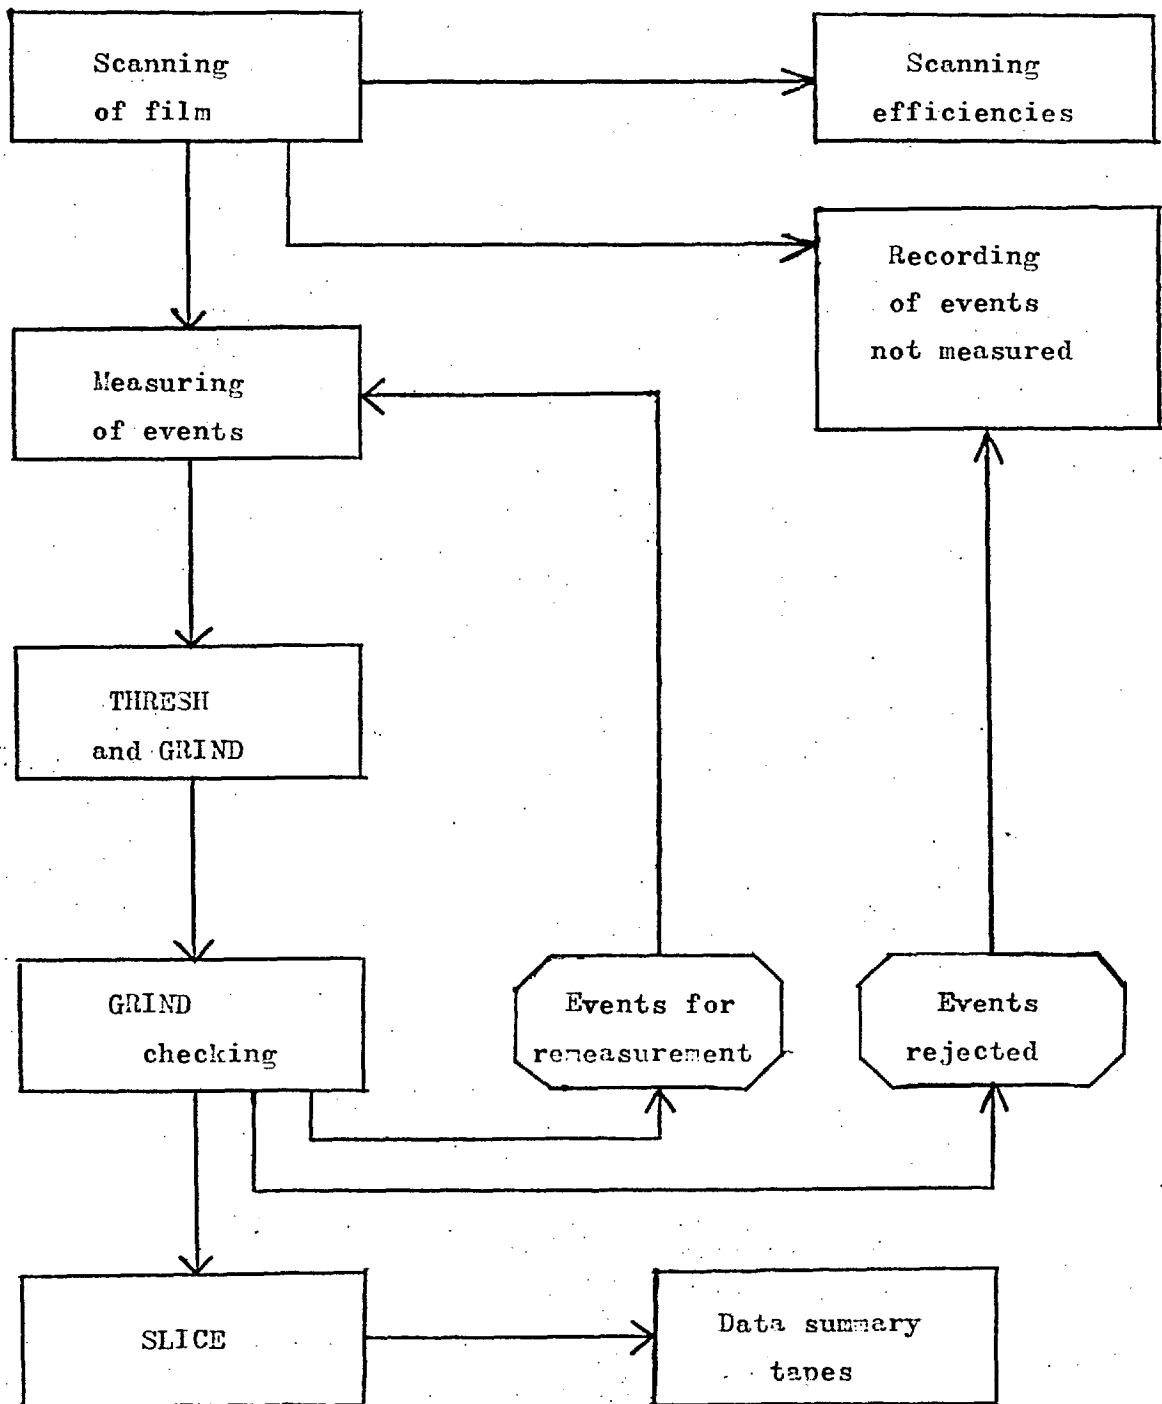 Scanning
of film
Scanning
efficiencies
Recording
of events
not measured
Measuring
of events
THRESH
and GRIND
GRIND
checking
Events for
remeasurement
Events
rejected
SLICE
Data summary
tapes